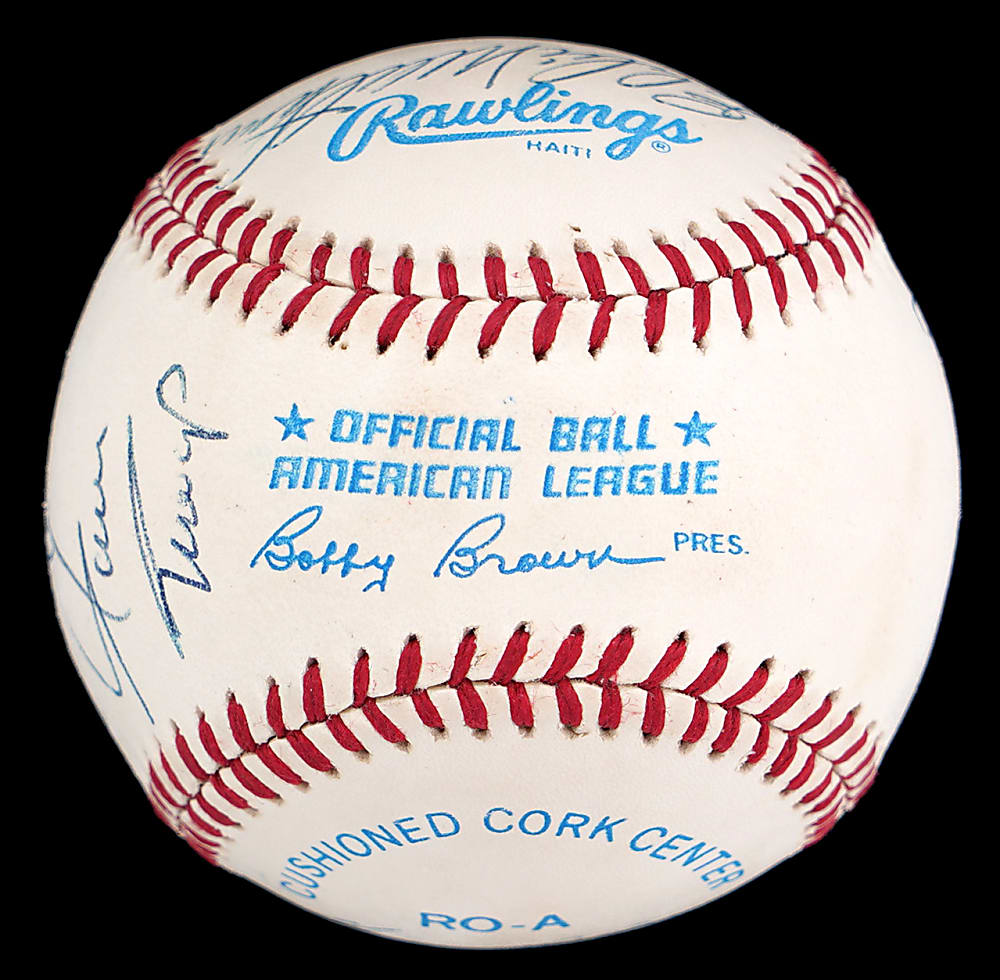 Rawlings ®
HAITI
★ OFFICIAL BALL ★
AMERICAN LEAGUE
Bobby Brown PRES.
CUSHIONED CORK CENTER
RO-A